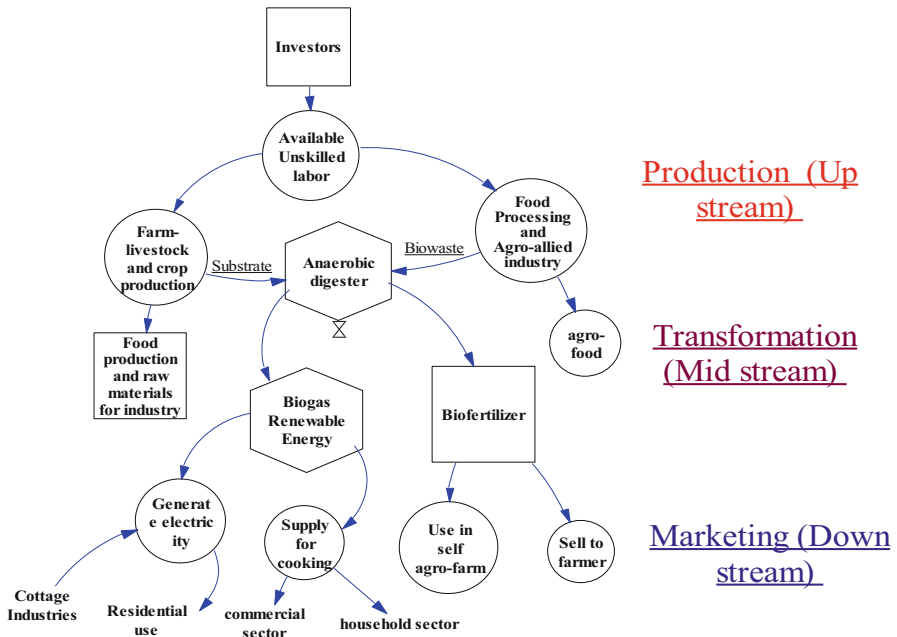 Investors
Available
Unskilled
labor
Production (Up
stream)
Food
Processing
and
Agro-allied
industry
Farm-
livestock
and crop
production
Substrate
Anaerobic
digester
Biowaste
agro-
food
Transformation
(Mid stream)
Food
production
and raw
materials
for industry
Biogas
Renewable
Energy
Biofertilizer
Generat
e electric
ity
Supply
for
cooking
Use in
self
agro-farm
Sell to
farmer
Marketing (Down
stream)
Cottage
Industries
Residential
use
commercial
sector
household sector